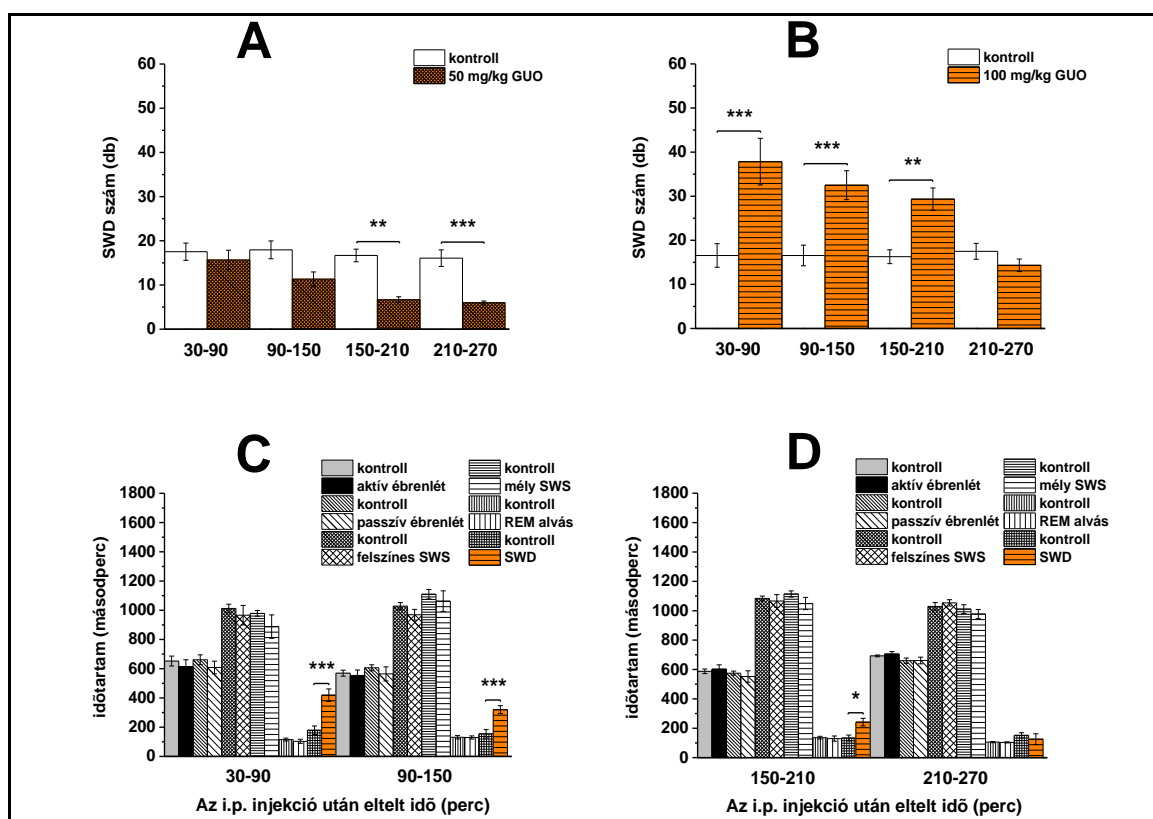 A
kontroll
50 mg/kg GUO
SWD szám (db)
60
50
40
30
20
10
0
**
***
30-90
90-150
150-210
210-270
B
kontroll
100 mg/kg GUO
SWD szám (db)
60
50
40
30
20
10
0
***
***
**
30-90
90-150
150-210
210-270
C
kontroll
kontroll
aktív ébrenlét
mély SWS
kontroll
kontroll
passzív ébrenlét
REM alvás
kontroll
kontroll
felszínes SWS
SWD
időtartam (másodperc)
1800
1600
1400
1200
1000
800
600
400
200
0
***
***
30-90
90-150
Az i.p. injekció után eltelt idõ (perc)
D
kontroll
kontroll
aktív ébrenlét
mély SWS
kontroll
kontroll
passzív ébrenlét
REM alvás
kontroll
kontroll
felszínes SWS
SWD
idõtartam (másodperc)
1800
1600
1400
1200
1000
800
600
400
200
0
*
150-210
210-270
Az i.p. injekció után eltelt idõ (perc)